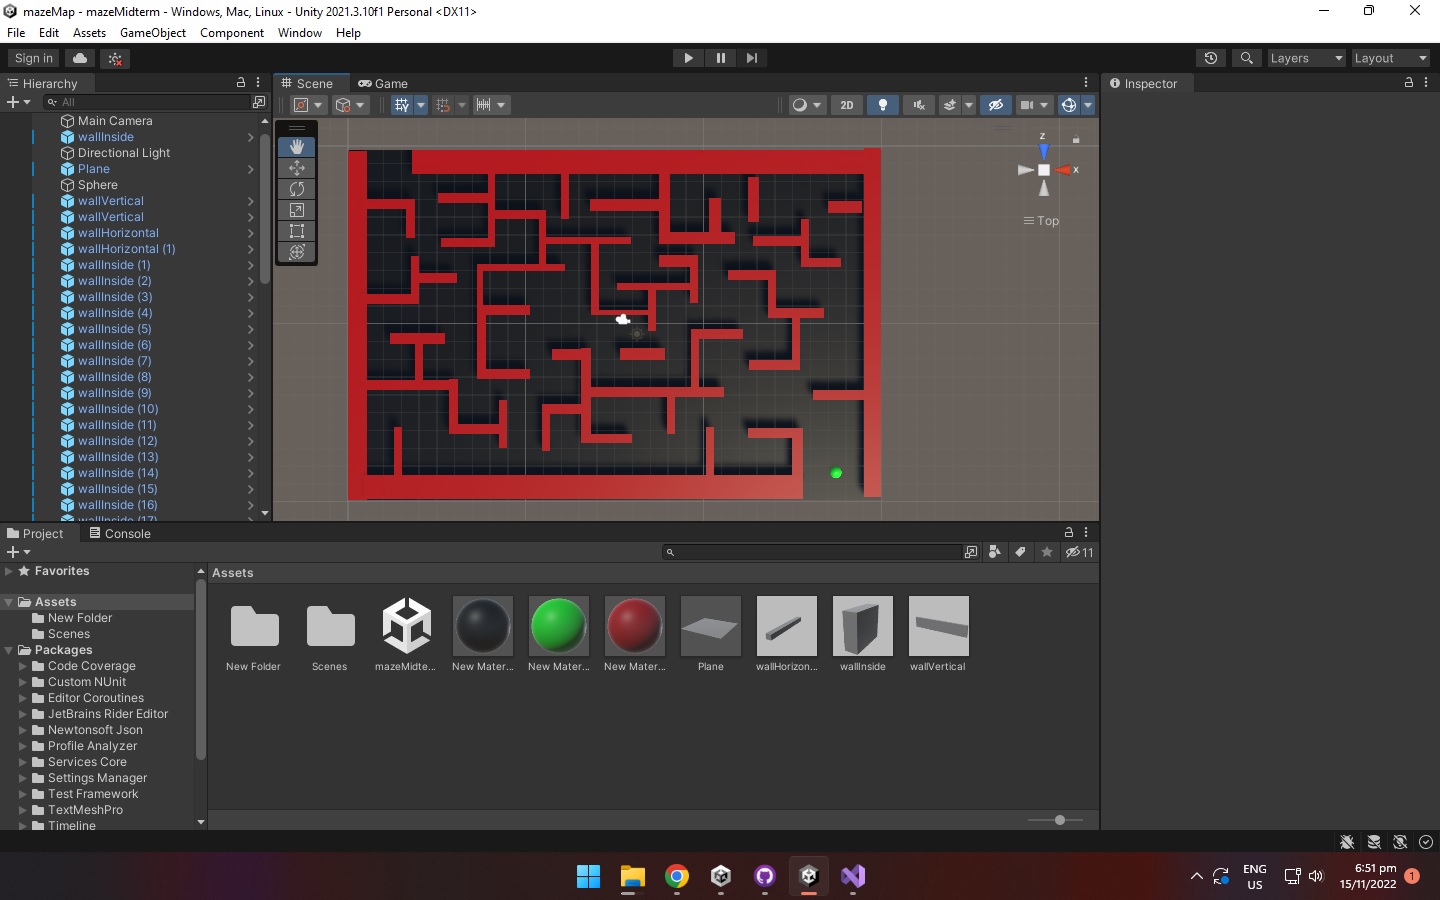 mazeMap - mazeMidterm - Windows, Mac, Linux - Unity 2021.3.10f1 Personal <DX11>
File Edit Assets GameObject Component Window Help
Sign in
Layers
Layout
Hierarchy
All
Main Camera
wallInside
Directional Light
Plane
Sphere
wallVertical
wallVertical
wallHorizontal
wallHorizontal (1)
wallInside (1)
wallInside (2)
wallInside (3)
wallInside (4)
wallInside (5)
wallInside (6)
wallInside (7)
wallInside (8)
wallInside (9)
wallInside (10)
wallInside (11)
wallInside (12)
wallInside (13)
wallInside (14)
wallInside (15)
wallInside (16)
wallInside (17)
Scene
Game
2D
z
x
Top
Inspector
Project
Console
11
Favorites
Assets
New Folder
Scenes
Packages
Code Coverage
Custom NUnit
Editor Coroutines
JetBrains Rider Editor
Newtonsoft Json
Profile Analyzer
Services Core
Settings Manager
Test Framework
TextMeshPro
Timeline
Assets
New Folder
Scenes
mazeMidte...
New Mater...
New Mater...
New Mater...
Plane
wallHorizon...
wallInside
wallVertical
ENG
US
6:51 pm
15/11/2022
1